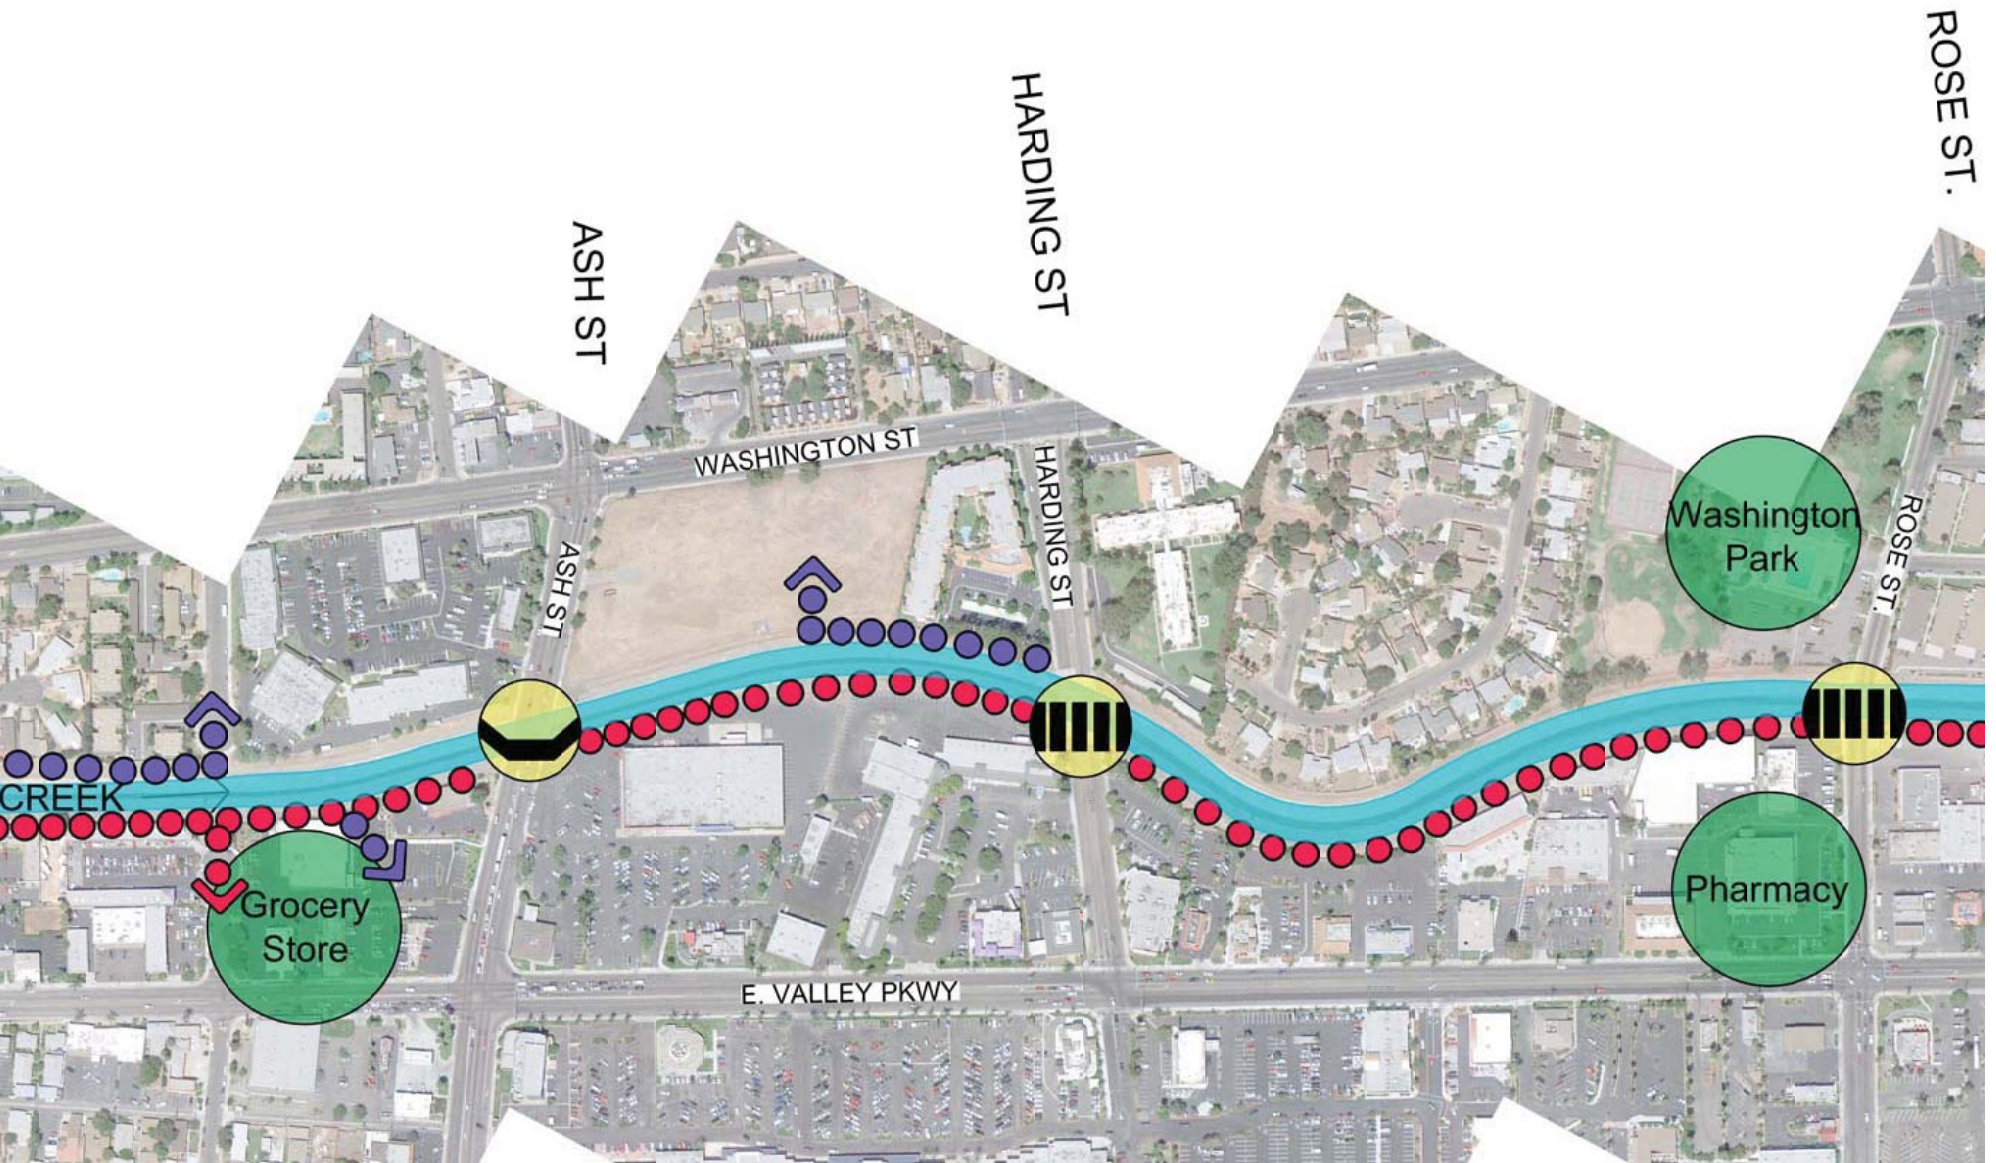 ROSE ST.
HARDING ST
ASH ST
WASHINGTON ST
HARDING ST
ASH ST
Washington
Park
ROSE ST.
CREEK
Grocery
Store
Pharmacy
E. VALLEY PKWY